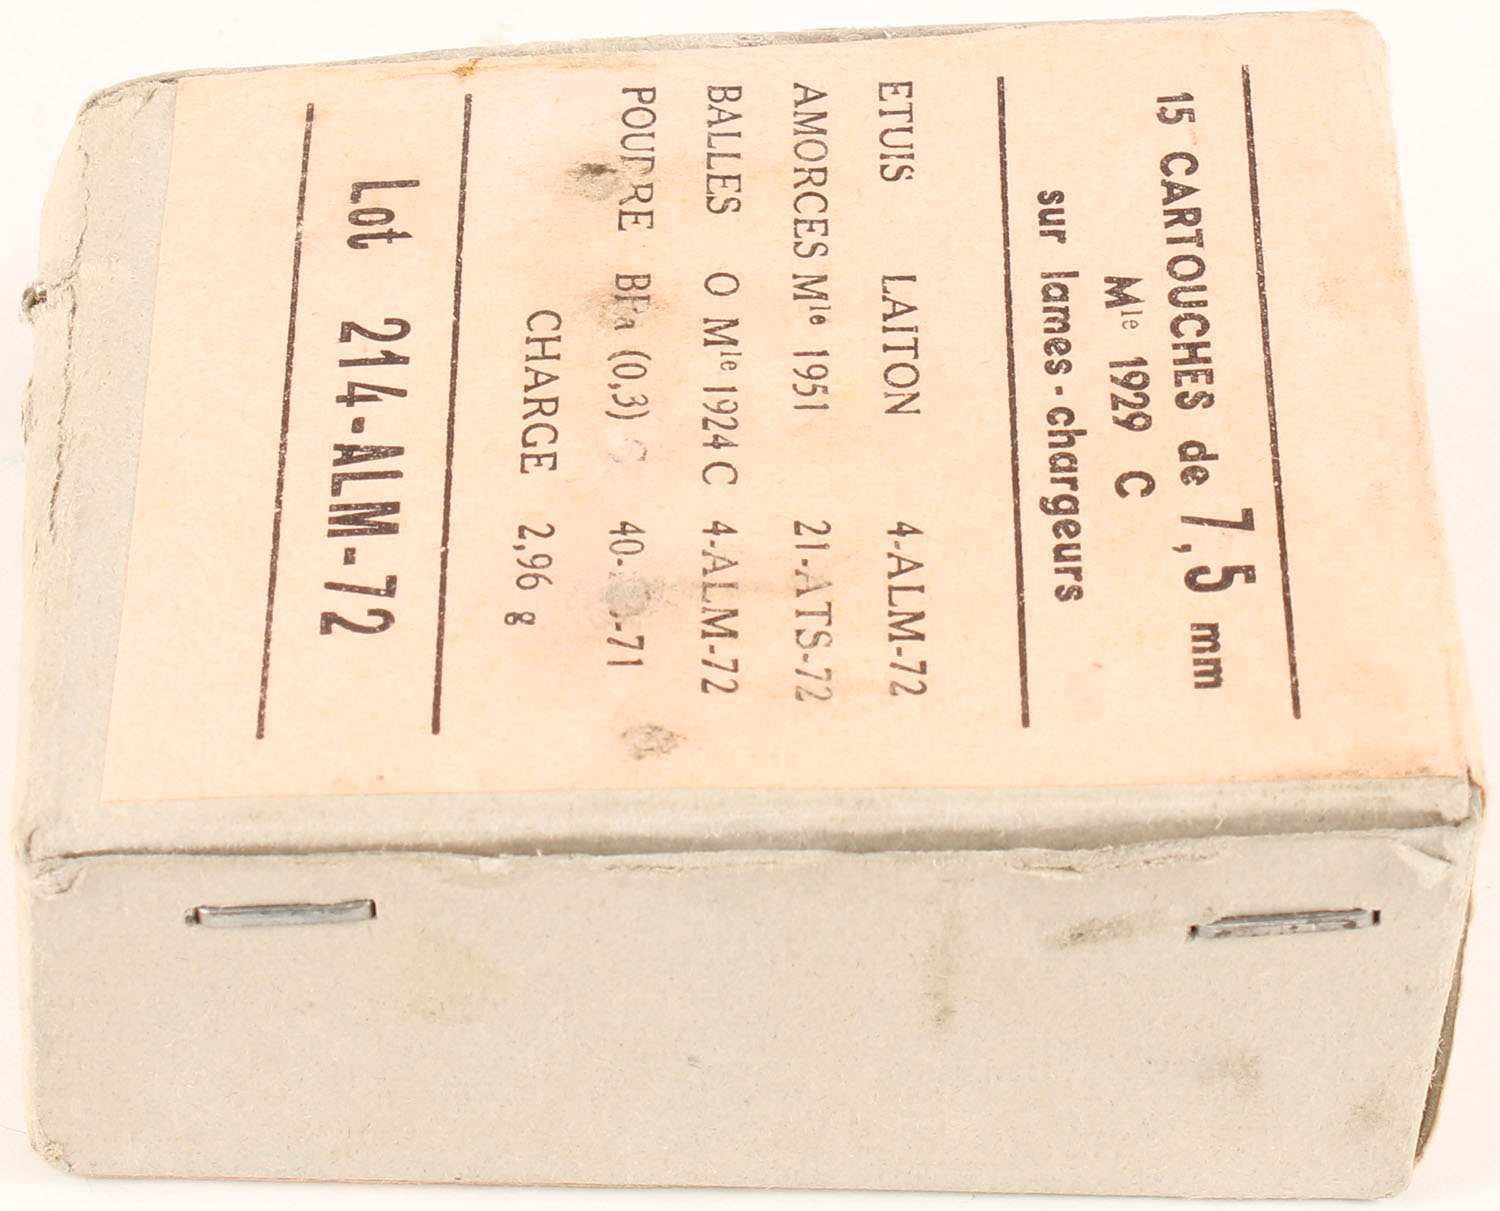 15 CARTOUCHES de 7,5 mm
Mle 1929 C
sur lames-chargeurs
ETUIS LAITON 4-ALM-72
AMORCES Mle 1951 21-ATS-72
BALLES O Mle 1924 C 4-ALM-72
POUDRE BFa (0,3) C
CHARGE 2,96 g
Lot 214-ALM-72